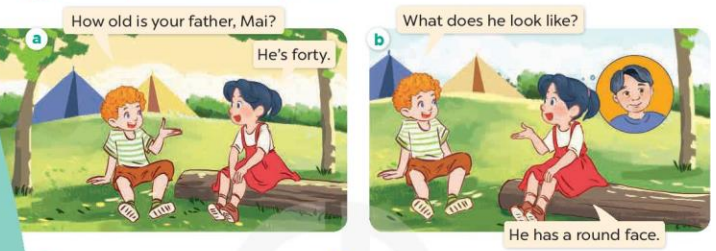 How old is your father, Mai?
a
He's forty.
What does he look like?
b
He has a round face.